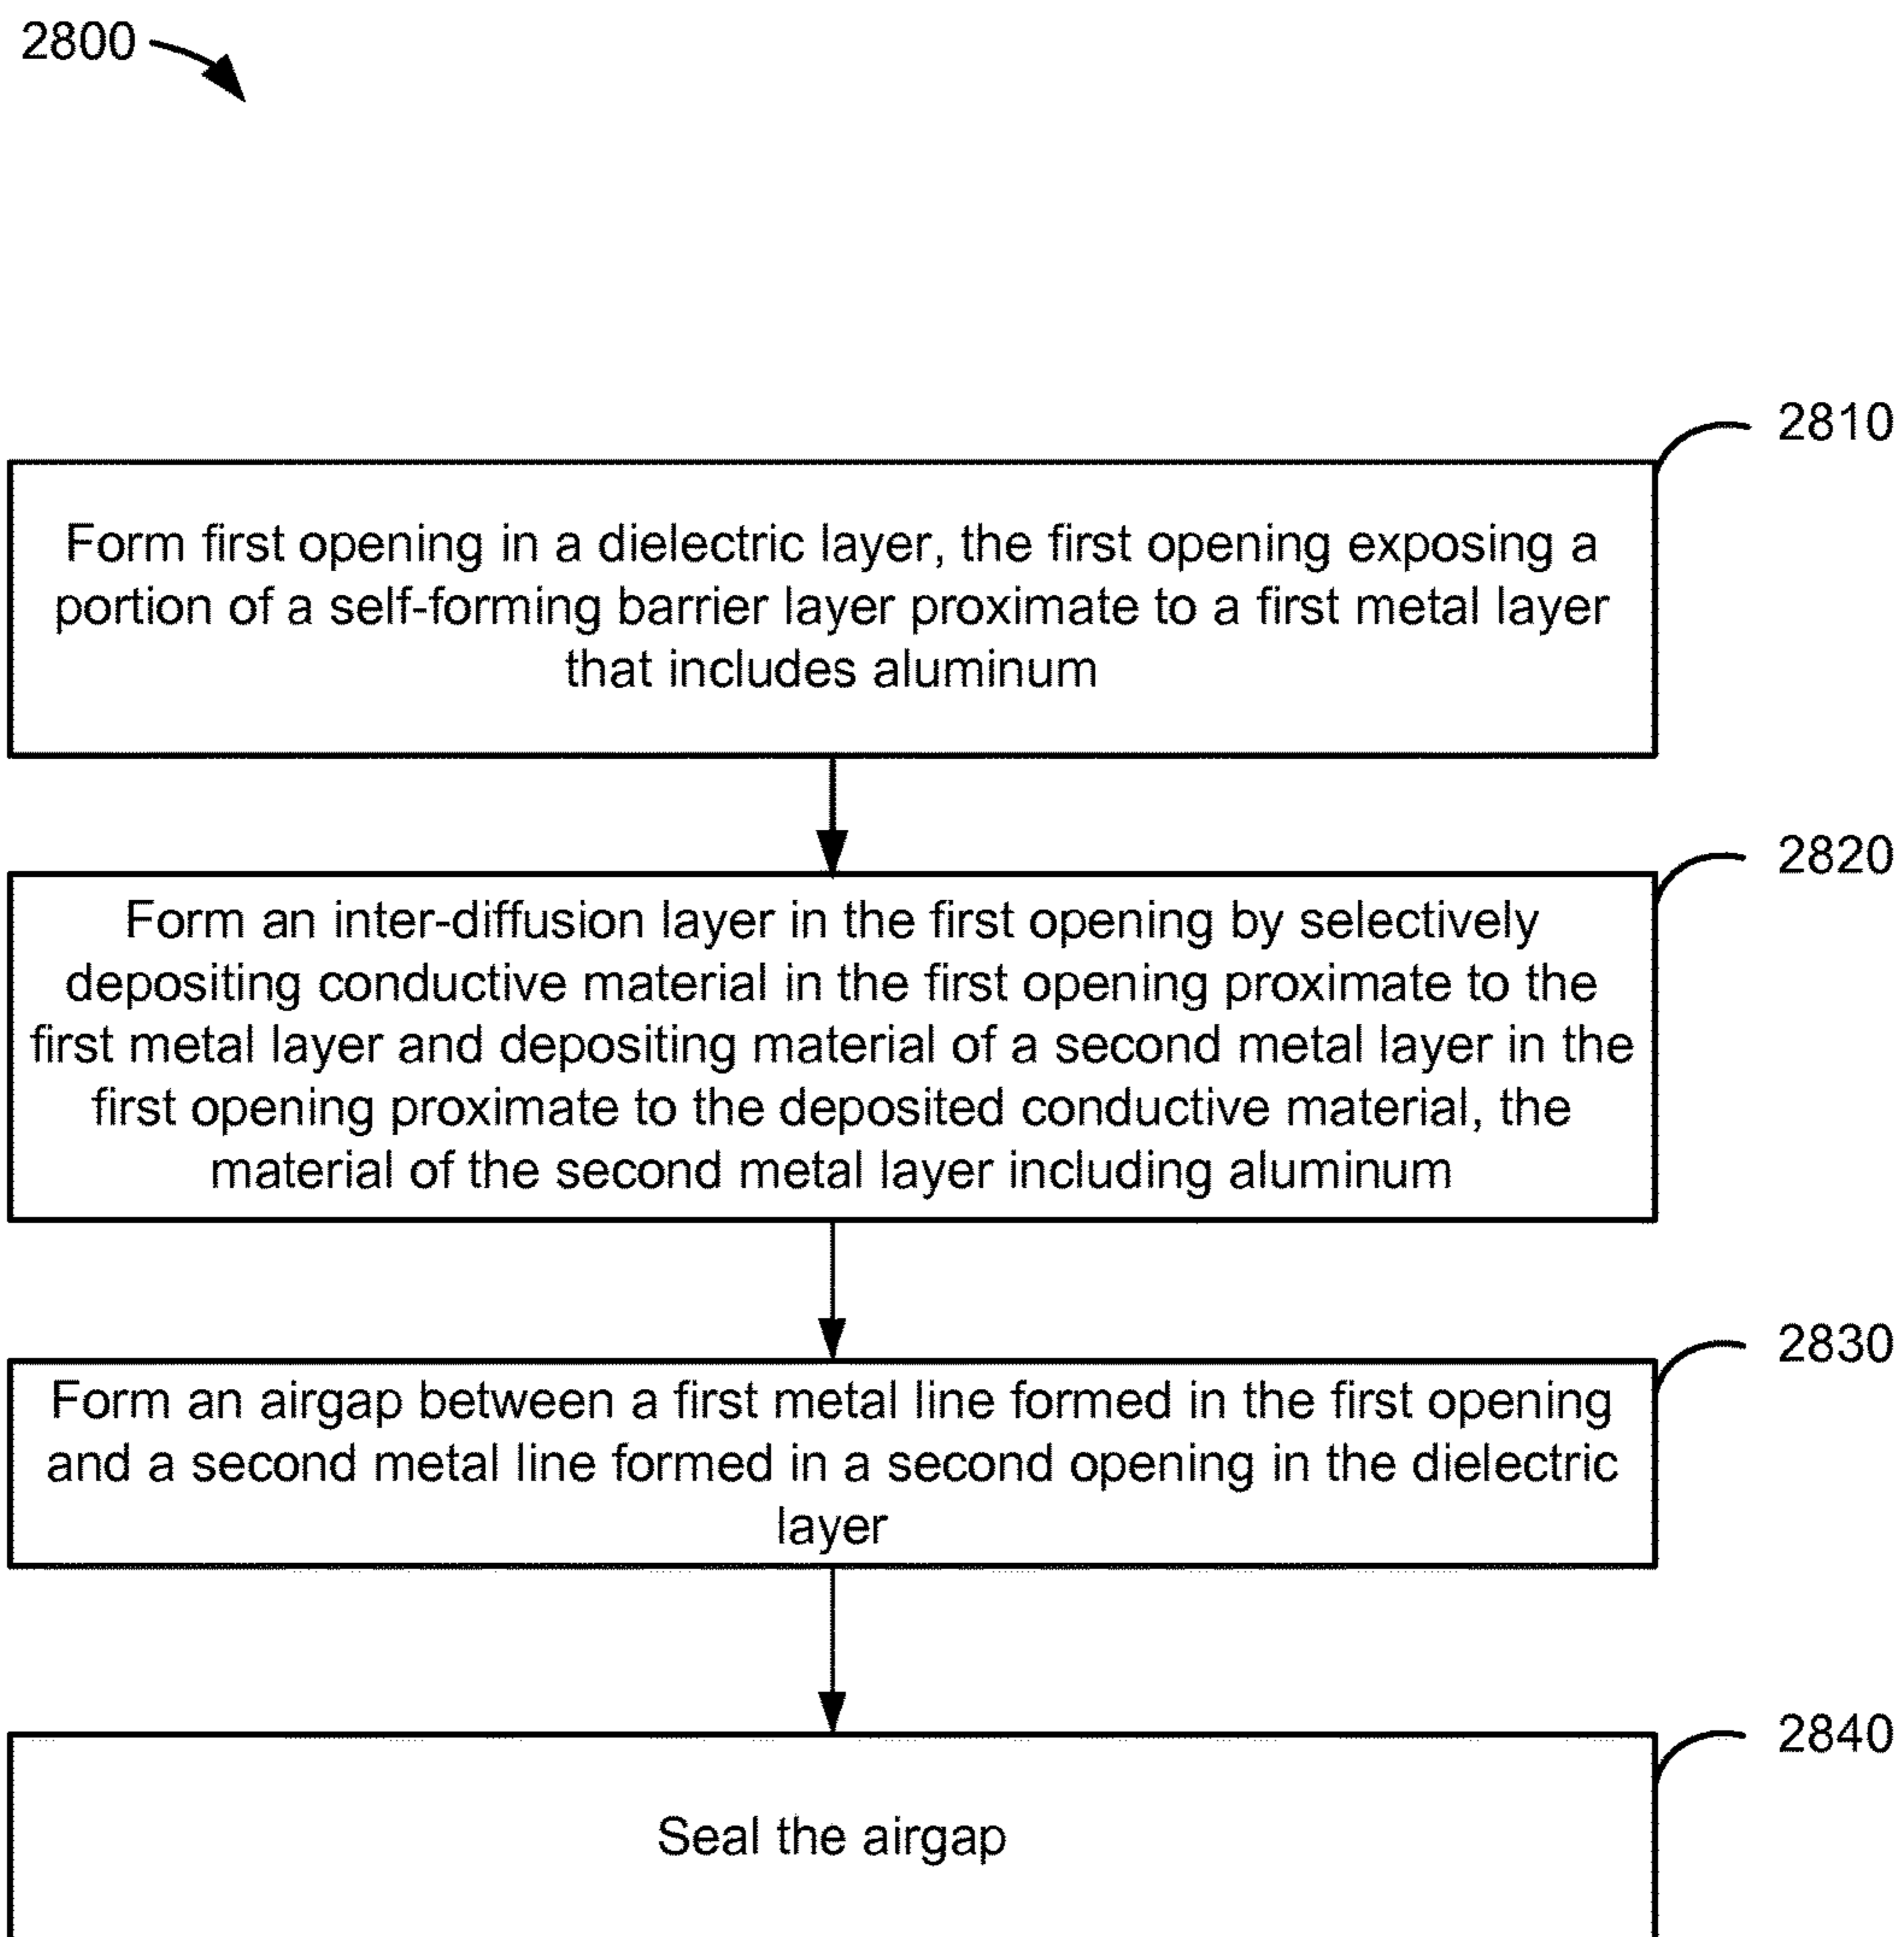 2800
2810
Form first opening in a dielectric layer, the first opening exposing a
portion of a self-forming barrier layer proximate to a first metal layer
that includes aluminum
2820
Form an inter-diffusion layer in the first opening by selectively
depositing conductive material in the first opening proximate to the
first metal layer and depositing material of a second metal layer in the
first opening proximate to the deposited conductive material, the
material of the second metal layer including aluminum
2830
Form an airgap between a first metal line formed in the first opening
and a second metal line formed in a second opening in the dielectric
layer
2840
Seal the airgap